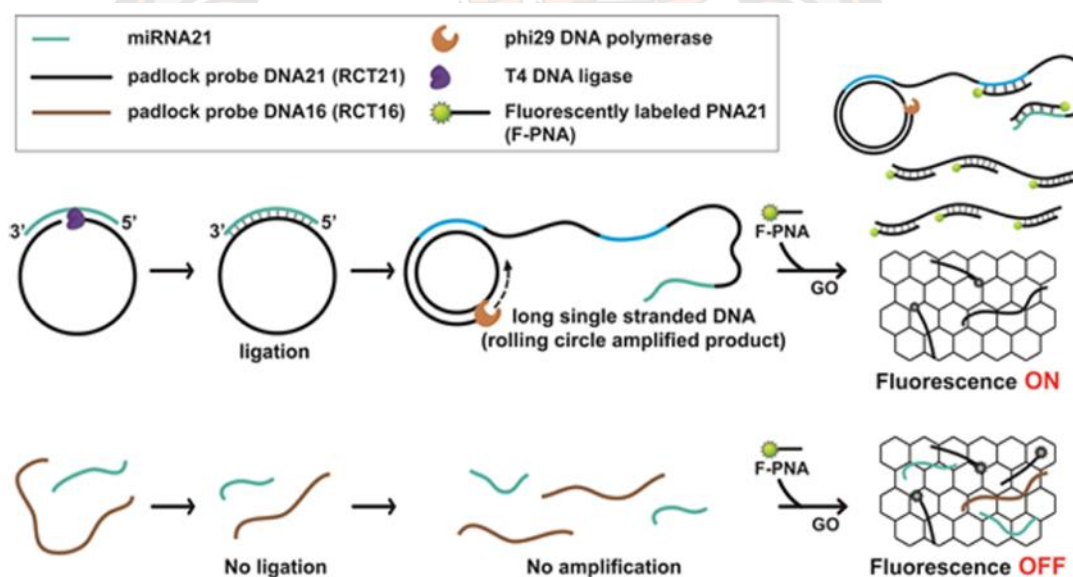 miRNA21
padlock probe DNA21 (RCT21)
padlock probe DNA16 (RCT16)
phi29 DNA polymerase
T4 DNA ligase
Fluorescently labeled PNA21
(F-PNA)
3’ 5’
ligation
3’ 5’
long single stranded DNA
(rolling circle amplified product)
F-PNA
GO
Fluorescence ON
No ligation
No amplification
F-PNA
GO
Fluorescence OFF